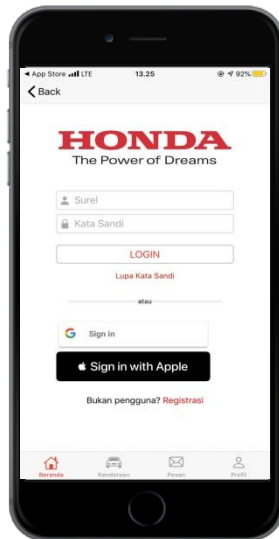 App Store LTE 13.25 92%
Back
HONDA
The Power of Dreams
Surel
Kata Sandi
LOGIN
Lupa Kata Sandi
atau
G Sign in
Sign in with Apple
Bukan pengguna? Registrasi
Beranda Kendaraan Pesan Profil